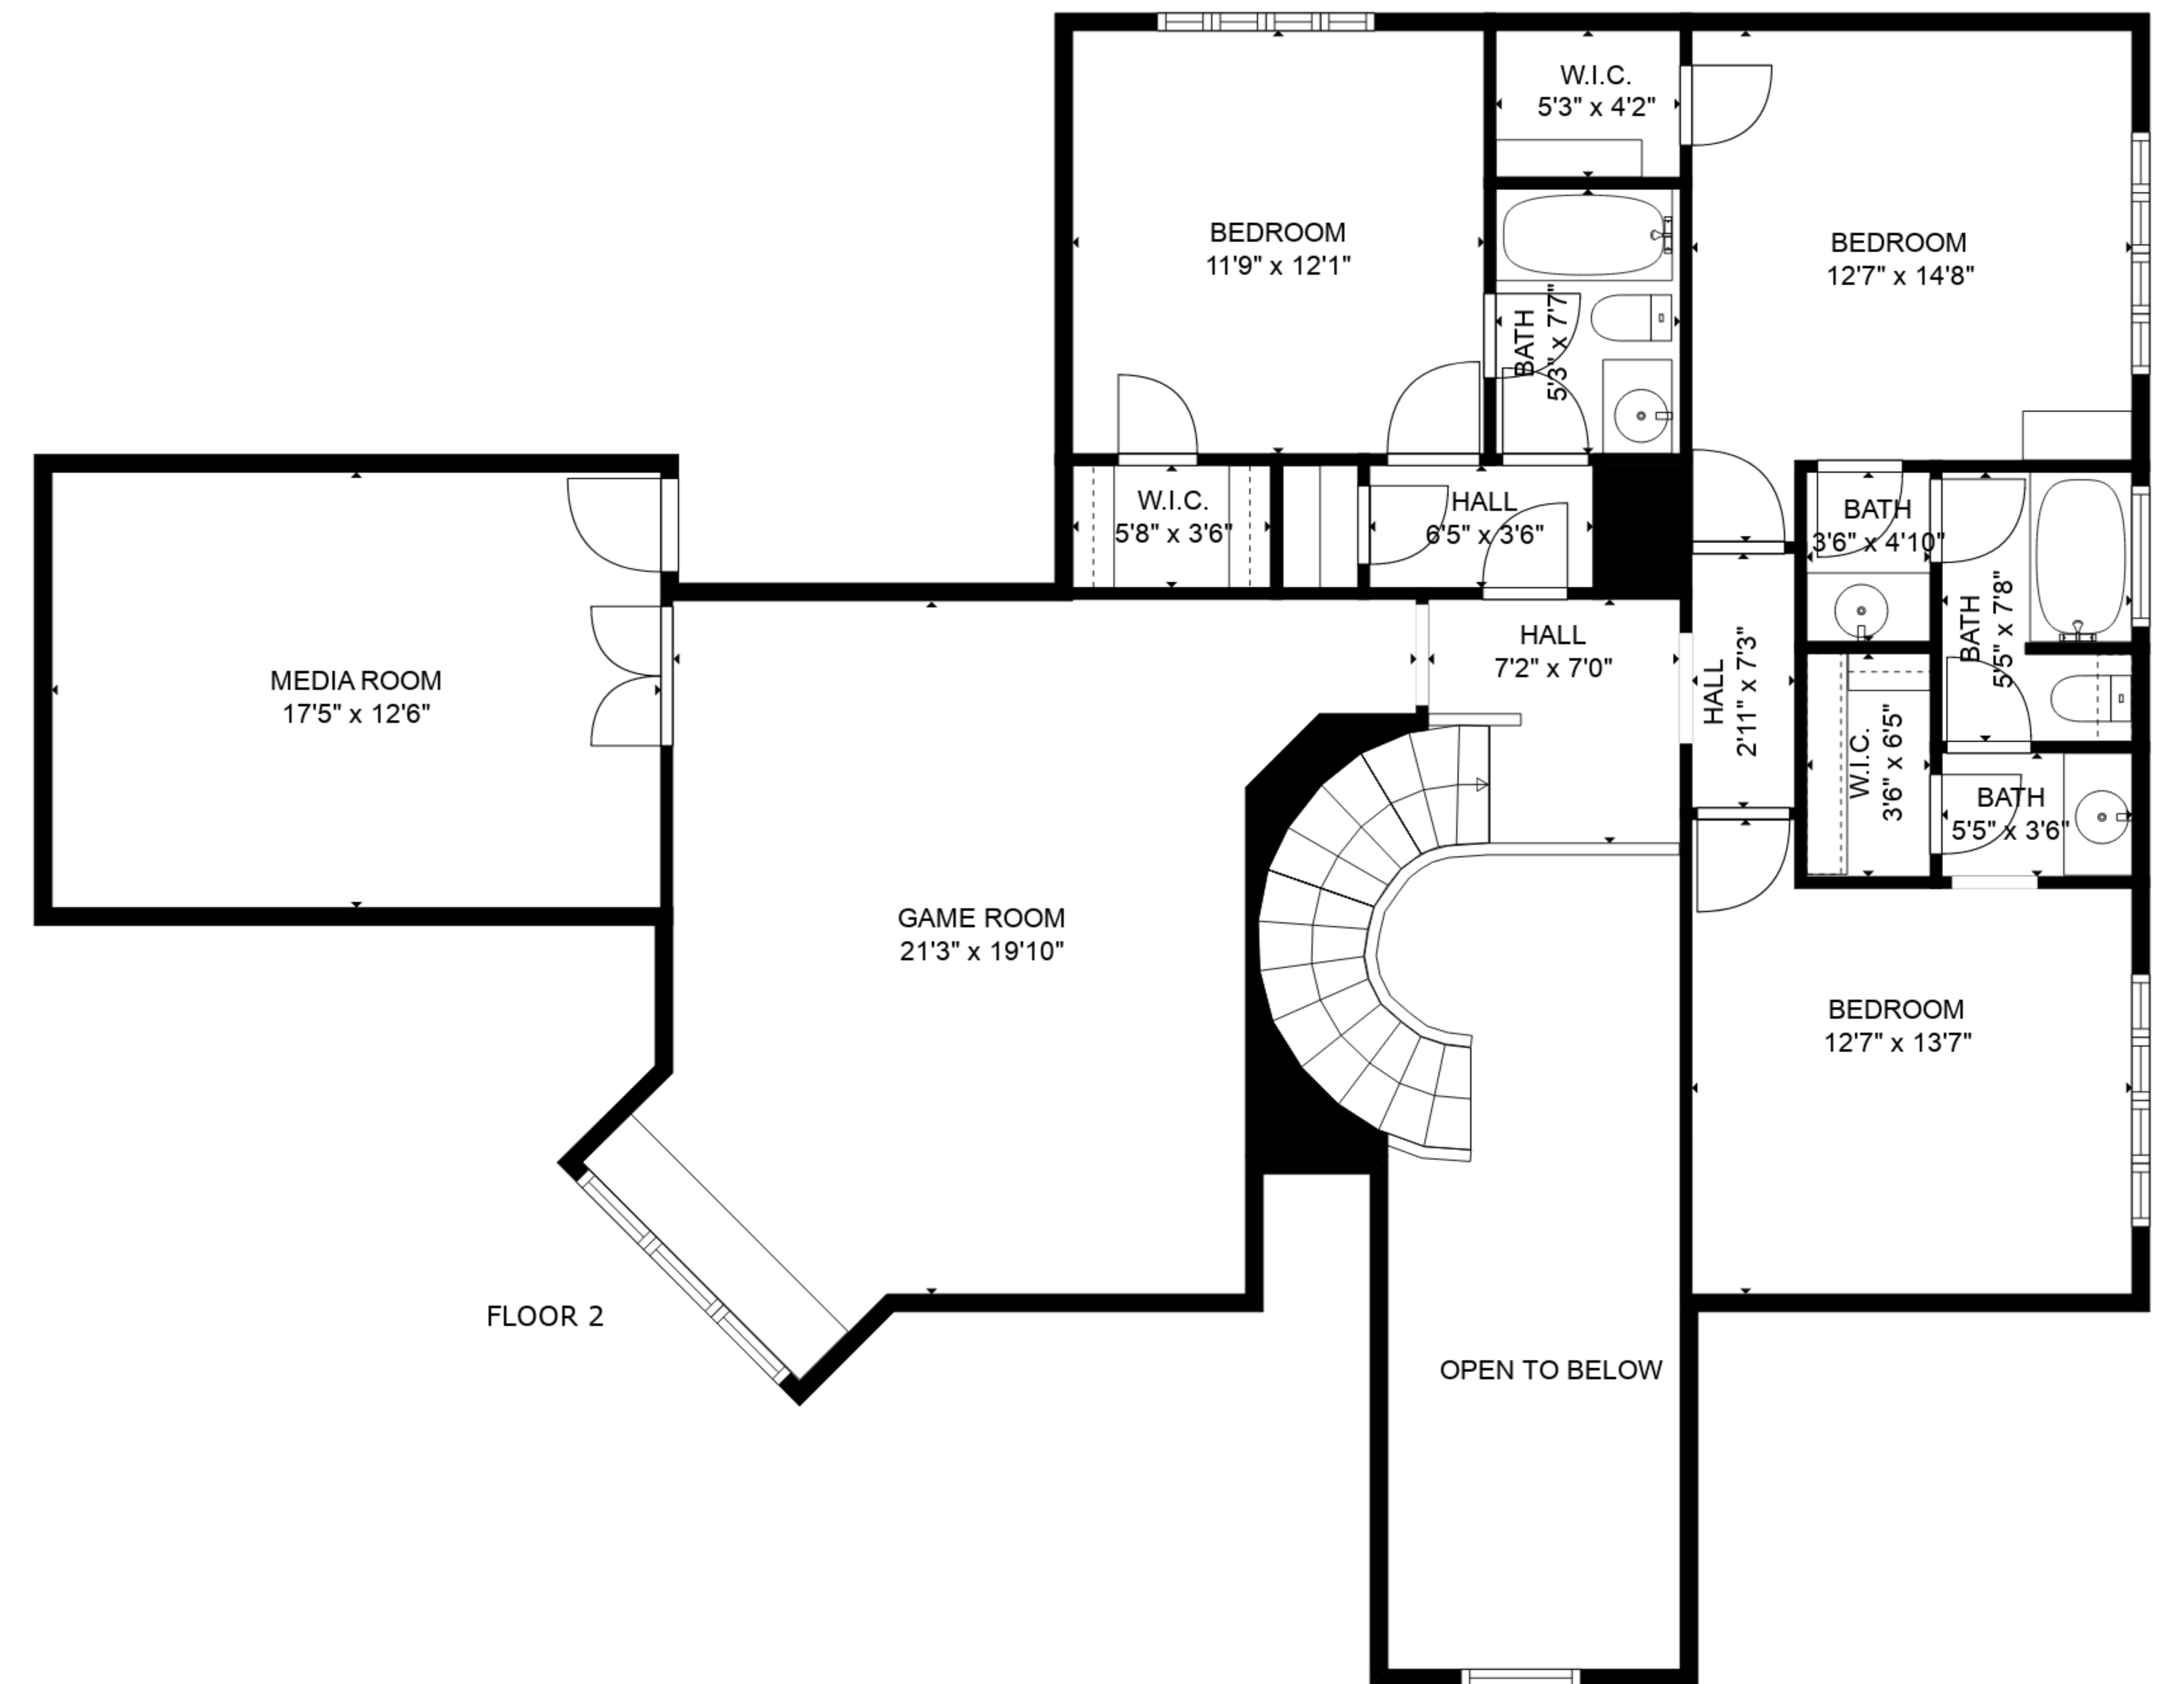 W.I.C.
5'3" x 4'2"
BEDROOM
11'9" x 12'1"
BEDROOM
12'7" x 14'8"
BATH
5'3" x 7'7"
W.I.C.
5'8" x 3'6"
HALL
6'5" x 3'6"
BATH
3'6" x 4'10"
BATH
5'5" x 7'8"
HALL
7'2" x 7'0"
HALL
2'11" x 7'3"
MEDIA ROOM
17'5" x 12'6"
W.I.C.
3'6" x 6'5"
BATH
5'5" x 3'6"
GAME ROOM
21'3" x 19'10"
BEDROOM
12'7" x 13'7"
FLOOR 2
OPEN TO BELOW